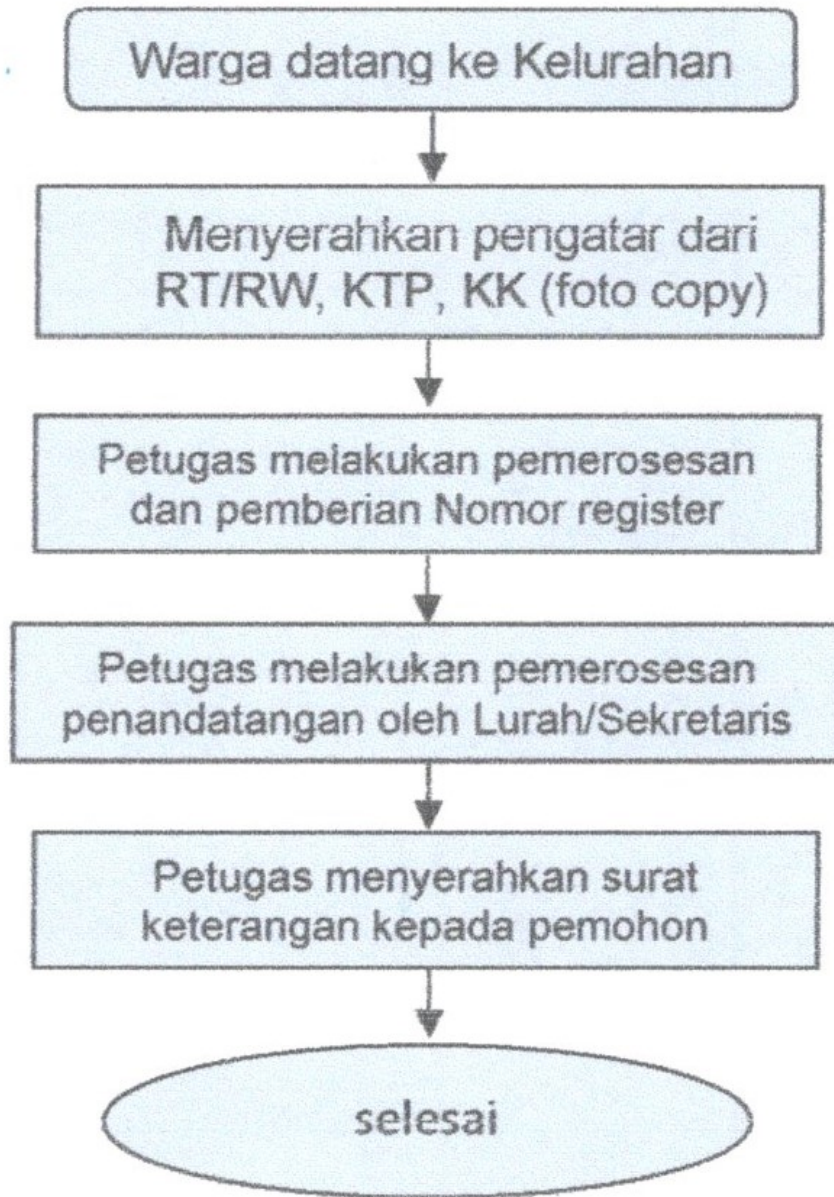 Warga datang ke Kelurahan
Menyerahkan pengatar dari
RT/RW, KTP, KK (foto copy)
Petugas melakukan pemerosesan
dan pemberian Nomor register
Petugas melakukan pemerosesan
penandatangan oleh Lurah/Sekretaris
Petugas menyerahkan surat
keterangan kepada pemohon
selesai